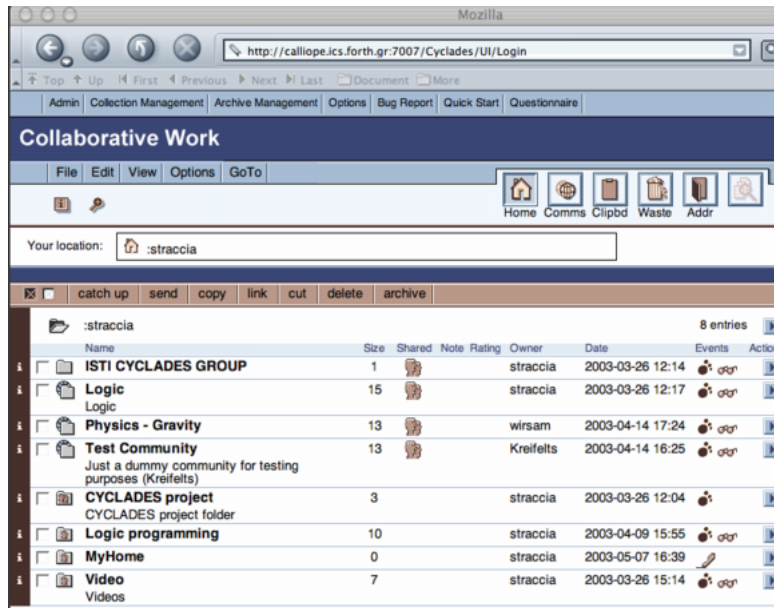 Mozilla
http://calliope.ics.forth.gr:7007/Cyclades/UI/Login
Top Up First Previous Next Last Document More
Admin Collection Management Archive Management Options Bug Report Quick Start Questionnaire
Collaborative Work
File Edit View Options GoTo
Home Comms Clipbd Waste Addr
Your location: :straccia
catch up send copy link cut delete archive
:straccia 8 entries
Name Size Shared Note Rating Owner Date Events Action
ISTI CYCLADES GROUP 1 straccia 2003-03-26 12:14
Logic 15 straccia 2003-03-26 12:17
Logic
Physics - Gravity 13 wirsam 2003-04-14 17:24
Test Community 13 Kreifelts 2003-04-14 16:25
Just a dummy community for testing
purposes (Kreifelts)
CYCLADES project 3 straccia 2003-03-26 12:04
CYCLADES project folder
Logic programming 10 straccia 2003-04-09 15:55
MyHome 0 straccia 2003-05-07 16:39
Video 7 straccia 2003-03-26 15:14
Videos